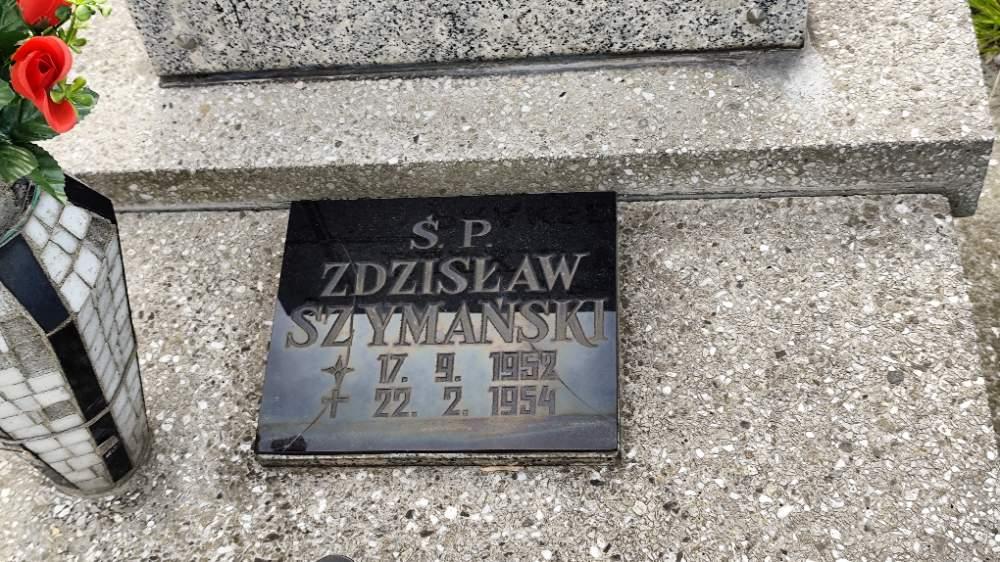 Ś. P.
ZDZISŁAW
SZYMAŃSKI
17. 9. 1952
22. 2. 1954